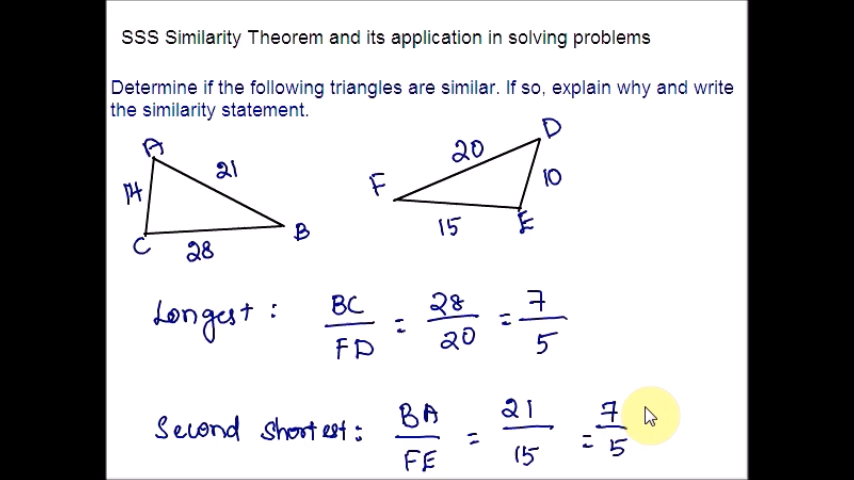 SSS Similarity Theorem and its application in solving problems
Determine if the following triangles are similar. If so, explain why and write
the similarity statement.
A
21
14
C
28
B
D
20
F
10
15
E
Longest : BC/FD = 28/20 = 7/5
Second shortest : BA/FE = 21/15 = 7/5